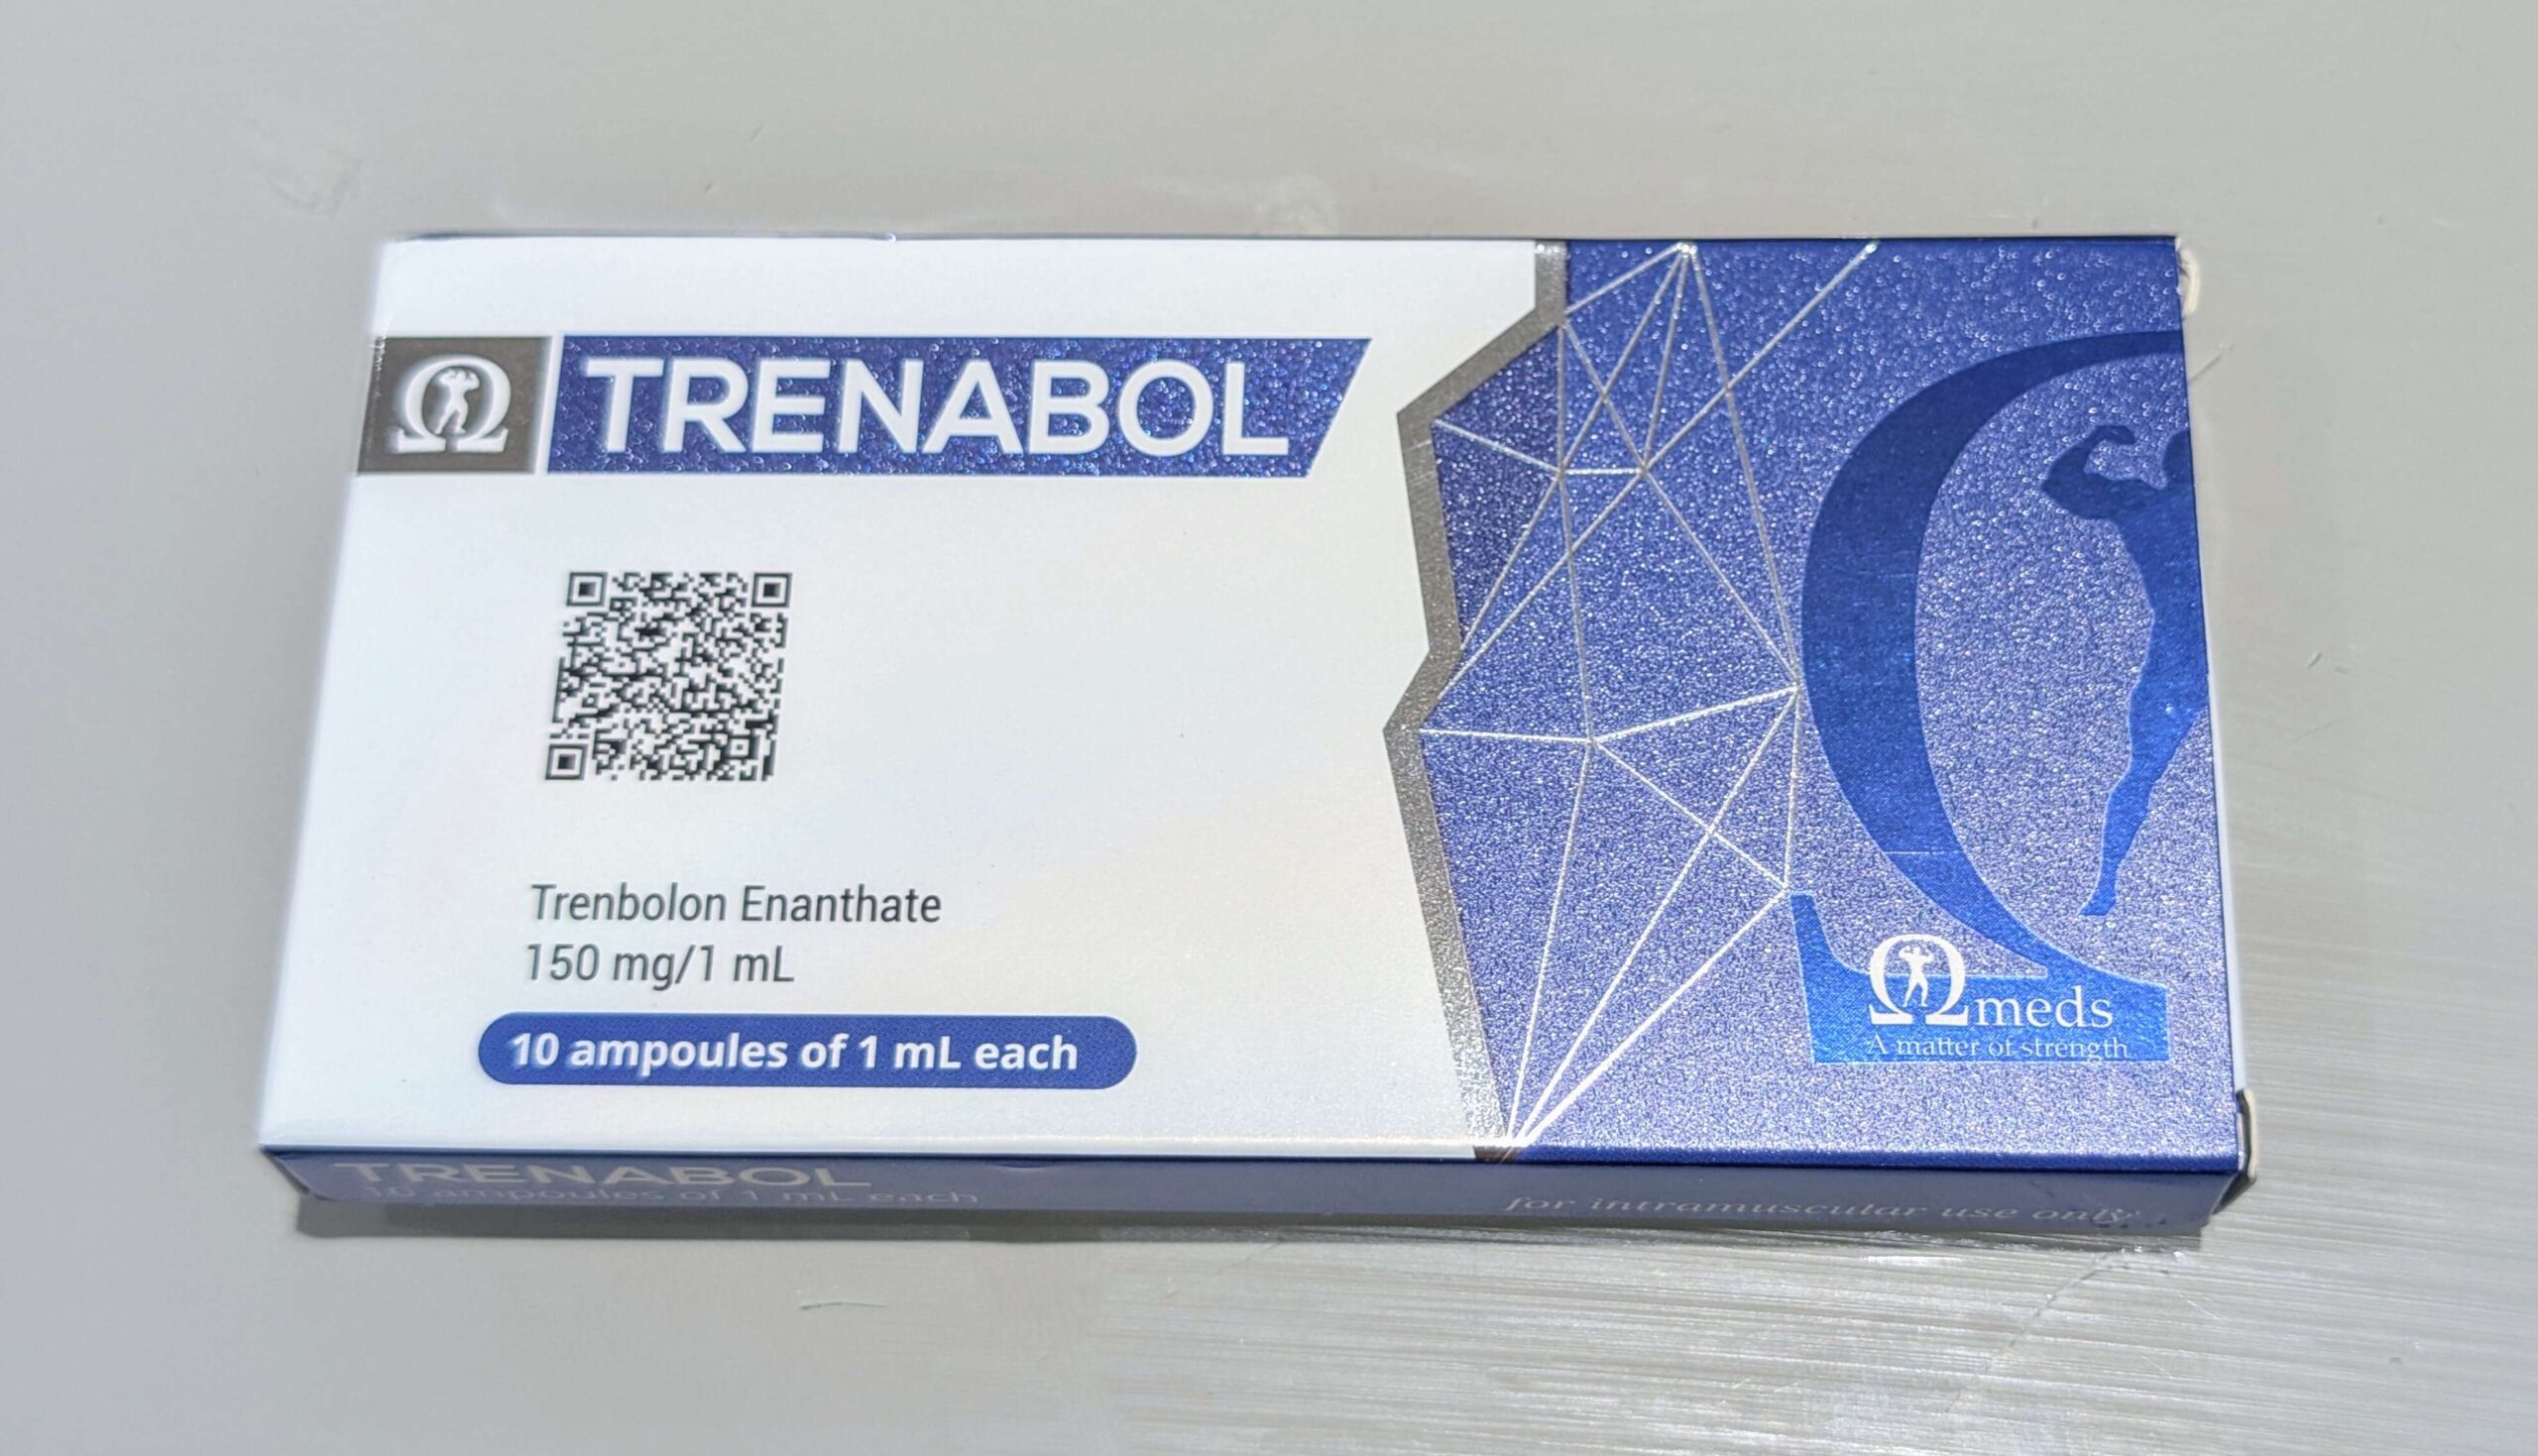 TRENABOL
Trenbolon Enanthate
150 mg/1 mL
10 ampoules of 1 mL each
Ωmeds
A matter of strength
TRENABOL
10 ampoules of 1 mL each
for intramuscular use only